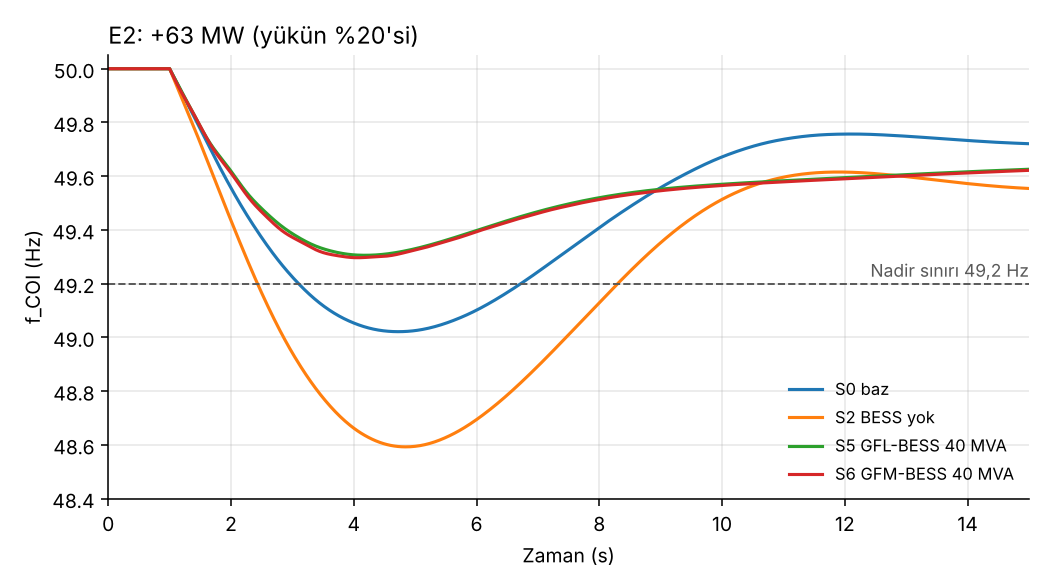 E2: +63 MW (yükün %20'si)
50.0
49.8
49.6
49.4
49.2
49.0
48.8
48.6
48.4
f_COI (Hz)
Nadir sınırı 49,2 Hz
S0 baz
S2 BESS yok
S5 GFL-BESS 40 MVA
S6 GFM-BESS 40 MVA
0 2 4 6 8 10 12 14
Zaman (s)